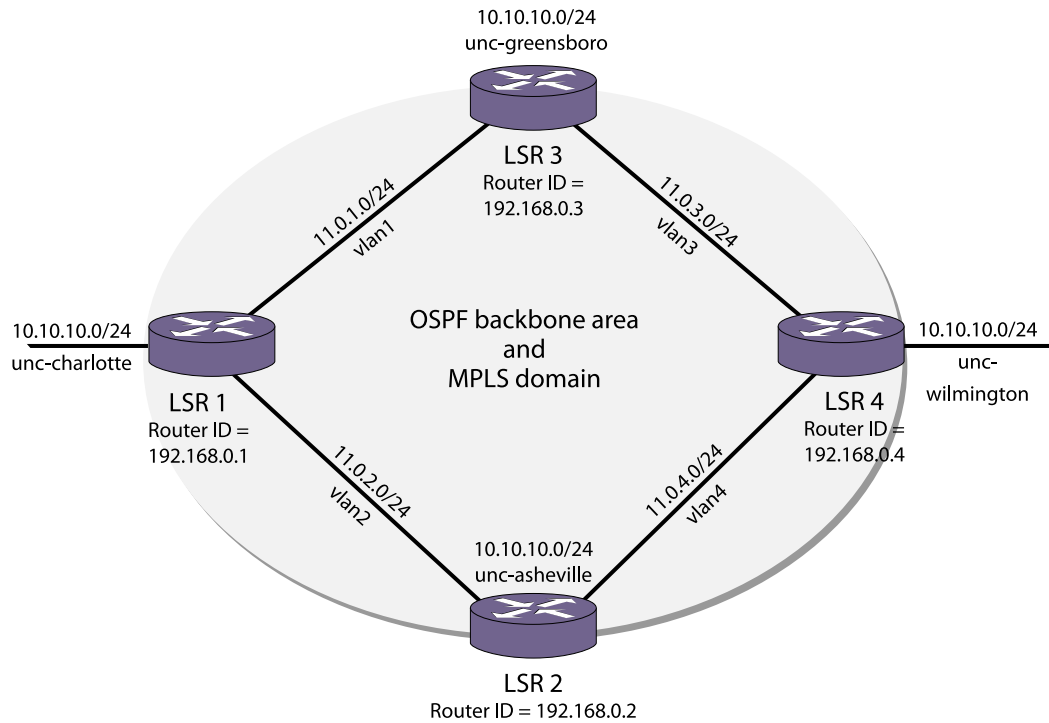 10.10.10.0/24
unc-greensboro
LSR 3
Router ID =
192.168.0.3
11.0.1.0/24
vlan1
11.0.3.0/24
vlan3
10.10.10.0/24
unc-charlotte
OSPF backbone area
and
MPLS domain
10.10.10.0/24
unc-
wilmington
LSR 1
Router ID =
192.168.0.1
LSR 4
Router ID =
192.168.0.4
11.0.2.0/24
vlan2
11.0.4.0/24
vlan4
10.10.10.0/24
unc-asheville
LSR 2
Router ID = 192.168.0.2